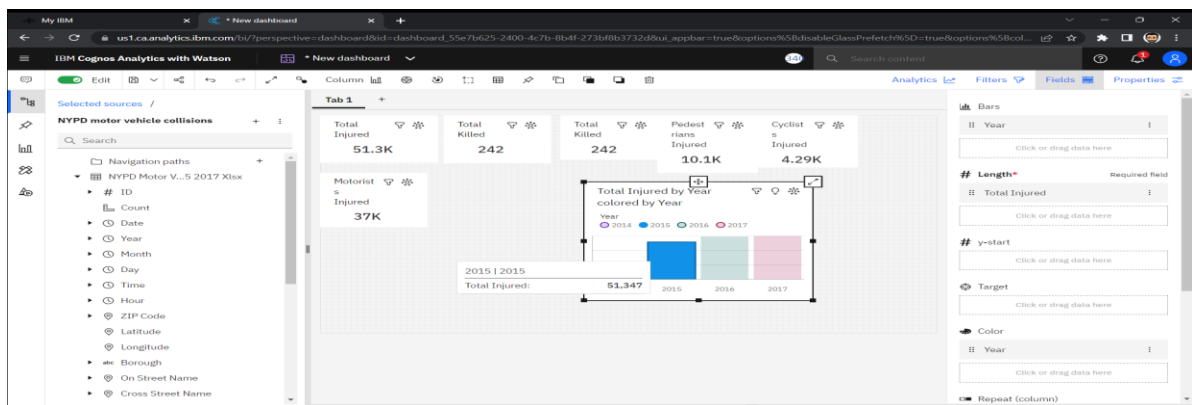 My IBM
* New dashboard
us1.ca.analytics.ibm.com/bi/?perspective=dashboard&id=dashboard_55e7b625-2400-4c7b-8b4f-273bf8b3732d&ui_appbar=true&options%5BdisableGlassPrefetch%5D=true&options%5Bcol...
IBM Cognos Analytics with Watson
* New dashboard
Search content
Edit
Column
Analytics
Filters
Fields
Properties
Selected sources /
NYPD motor vehicle collisions
Search
Navigation paths
NYPD Motor V...5 2017 Xlsx
# ID
Count
Date
Year
Month
Day
Time
Hour
ZIP Code
Latitude
Longitude
abc Borough
On Street Name
Cross Street Name
Tab 1 +
Total
Injured
51.3K
Total
Killed
242
Total
Killed
242
Pedest
rians
Injured
10.1K
Cyclist
s
Injured
4.29K
Motorist
s
Injured
37K
Total Injured by Year
colored by Year
Year
2014 2015 2016 2017
2015 | 2015
Total Injured: 51,347
2015 2016 2017
Bars
Year
Click or drag data here
# Length* Required field
Total Injured
Click or drag data here
# y-start
Click or drag data here
Target
Click or drag data here
Color
Year
Click or drag data here
Repeat (column)